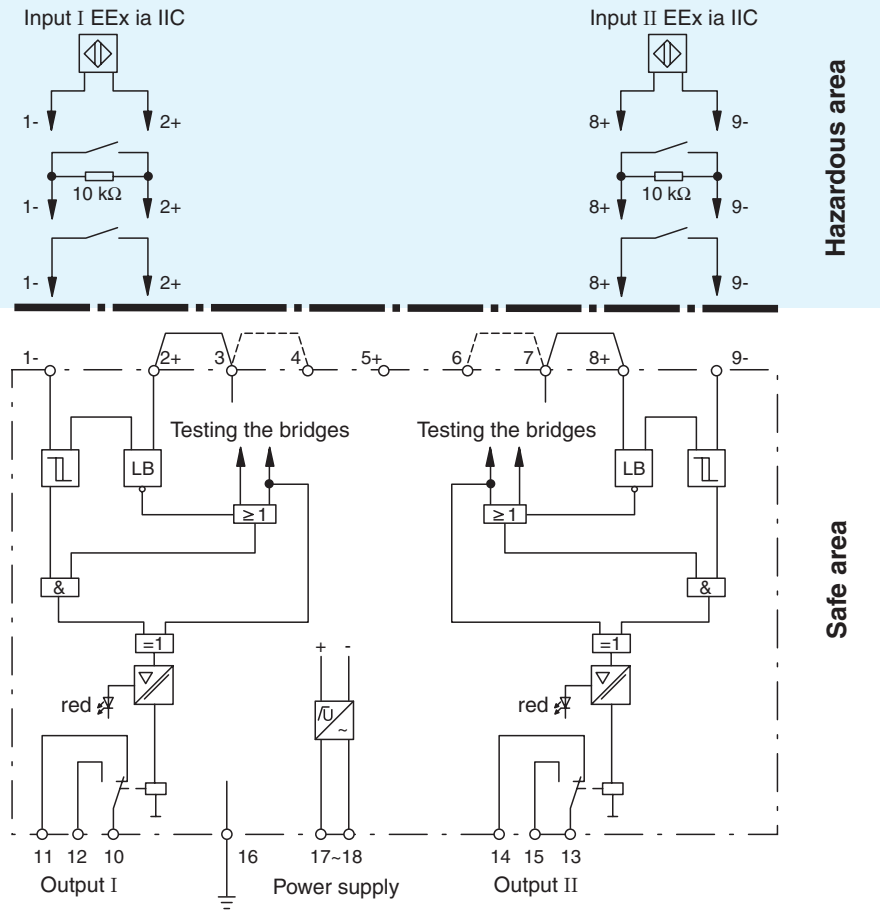 Input I EEx ia IIC
Input II EEx ia IIC
1-
2+
8+
9-
10 kΩ
10 kΩ
1-
2+
8+
9-
1-
2+
8+
9-
Hazardous area
1-
2+
3
4
5+
6
7
8+
9-
Testing the bridges
Testing the bridges
LB
LB
≥ 1
≥ 1
&
&
=1
=1
+
-
red
red
U
~
Safe area
11
12
10
16
17~18
14
15
13
Output I
Power supply
Output II